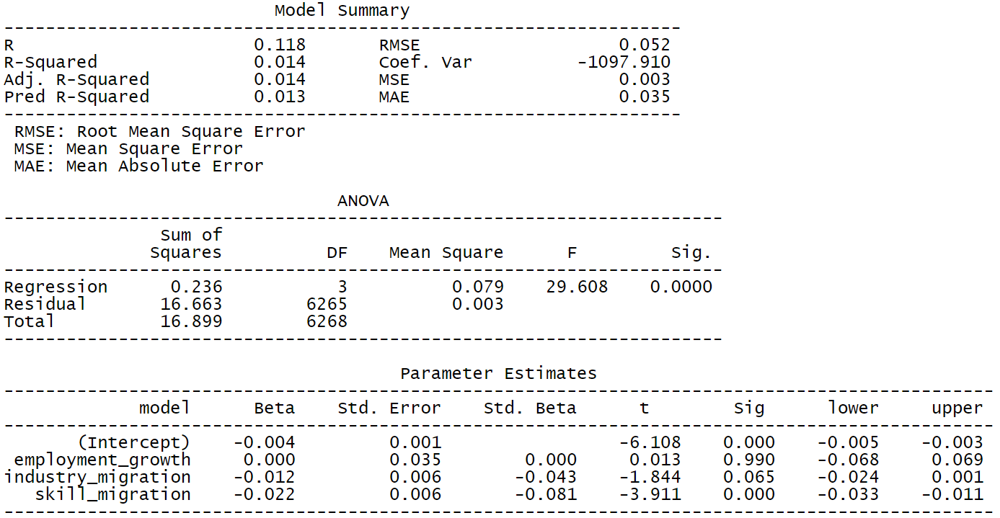 Model Summary
-----------------------------------------------------------------
R 0.118 RMSE 0.052
R-Squared 0.014 Coef. Var -1097.910
Adj. R-Squared 0.014 MSE 0.003
Pred R-Squared 0.013 MAE 0.035
-----------------------------------------------------------------
RMSE: Root Mean Square Error
MSE: Mean Square Error
MAE: Mean Absolute Error
ANOVA
---------------------------------------------------------------------
Sum of
Squares DF Mean Square F Sig.
---------------------------------------------------------------------
Regression 0.236 3 0.079 29.608 0.0000
Residual 16.663 6265 0.003
Total 16.899 6268
---------------------------------------------------------------------
Parameter Estimates
-----------------------------------------------------------------------------------------------
model Beta Std. Error Std. Beta t Sig lower upper
-----------------------------------------------------------------------------------------------
(Intercept) -0.004 0.001 -6.108 0.000 -0.005 -0.003
employment_growth 0.000 0.035 0.000 0.013 0.990 -0.068 0.069
industry_migration -0.012 0.006 -0.043 -1.844 0.065 -0.024 0.001
skill_migration -0.022 0.006 -0.081 -3.911 0.000 -0.033 -0.011
-----------------------------------------------------------------------------------------------